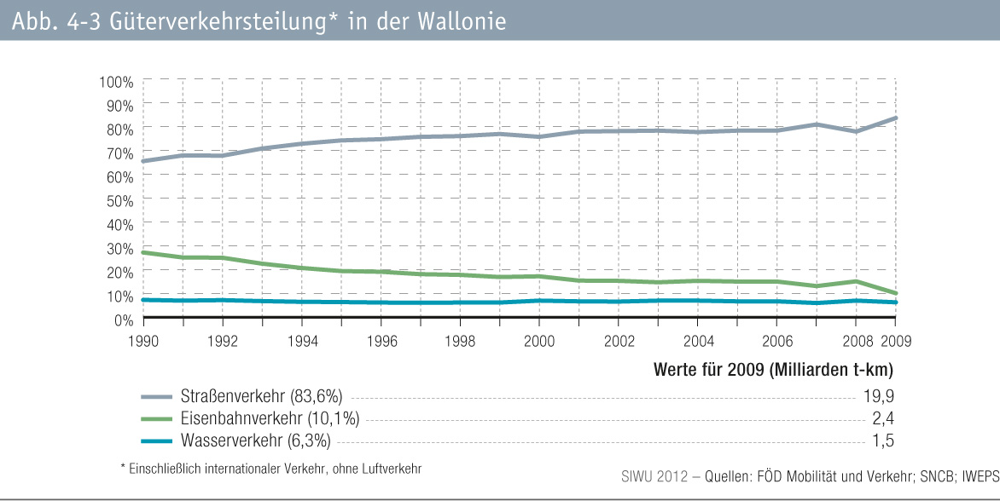 Abb. 4-3 Güterverkehrsteilung* in der Wallonie
100%
90%
80%
70%
60%
50%
40%
30%
20%
10%
0%
1990 1992 1994 1996 1998 2000 2002 2004 2006 2008 2009
Werte für 2009 (Milliarden t-km)
Straßenverkehr (83,6%) 19,9
Eisenbahnverkehr (10,1%) 2,4
Wasserverkehr (6,3%) 1,5
* Einschließlich internationaler Verkehr, ohne Luftverkehr
SIWU 2012 – Quellen: FÖD Mobilität und Verkehr; SNCB; IWEPS